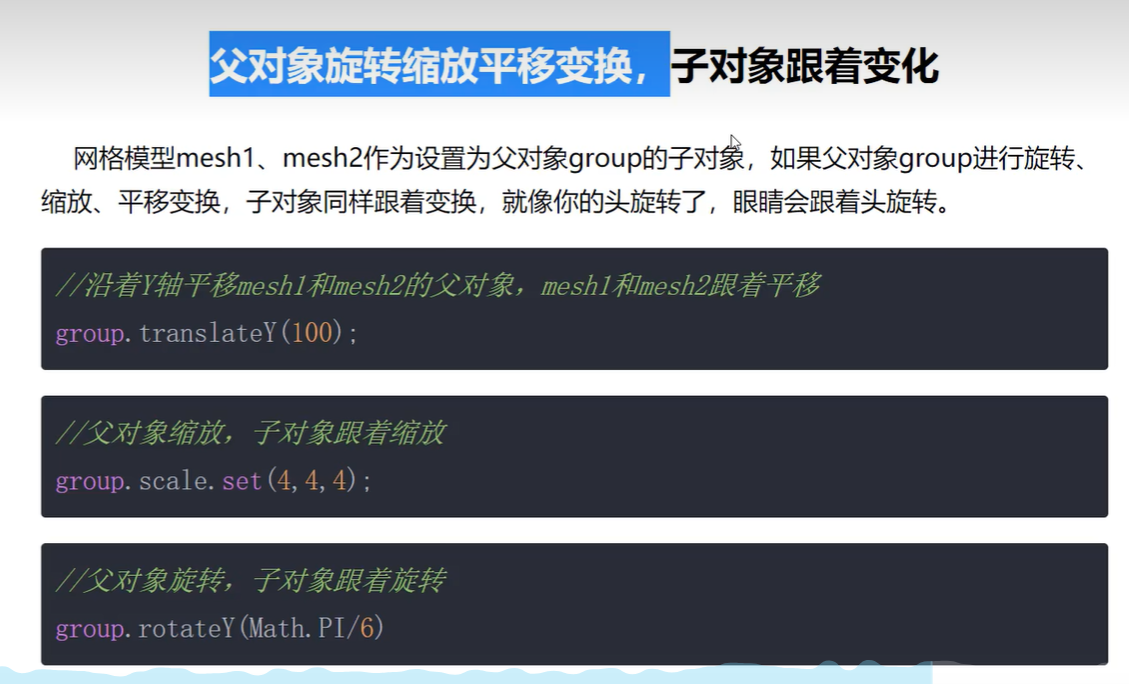 父对象旋转缩放平移变换，子对象跟着变化
网格模型mesh1、mesh2作为设置为父对象group的子对象，如果父对象group进行旋转、
缩放、平移变换，子对象同样跟着变换，就像你的头旋转了，眼睛会跟着头旋转。
//沿着Y轴平移mesh1和mesh2的父对象，mesh1和mesh2跟着平移
group.translateY(100);
//父对象缩放，子对象跟着缩放
group.scale.set(4,4,4);
//父对象旋转，子对象跟着旋转
group.rotateY(Math.PI/6)